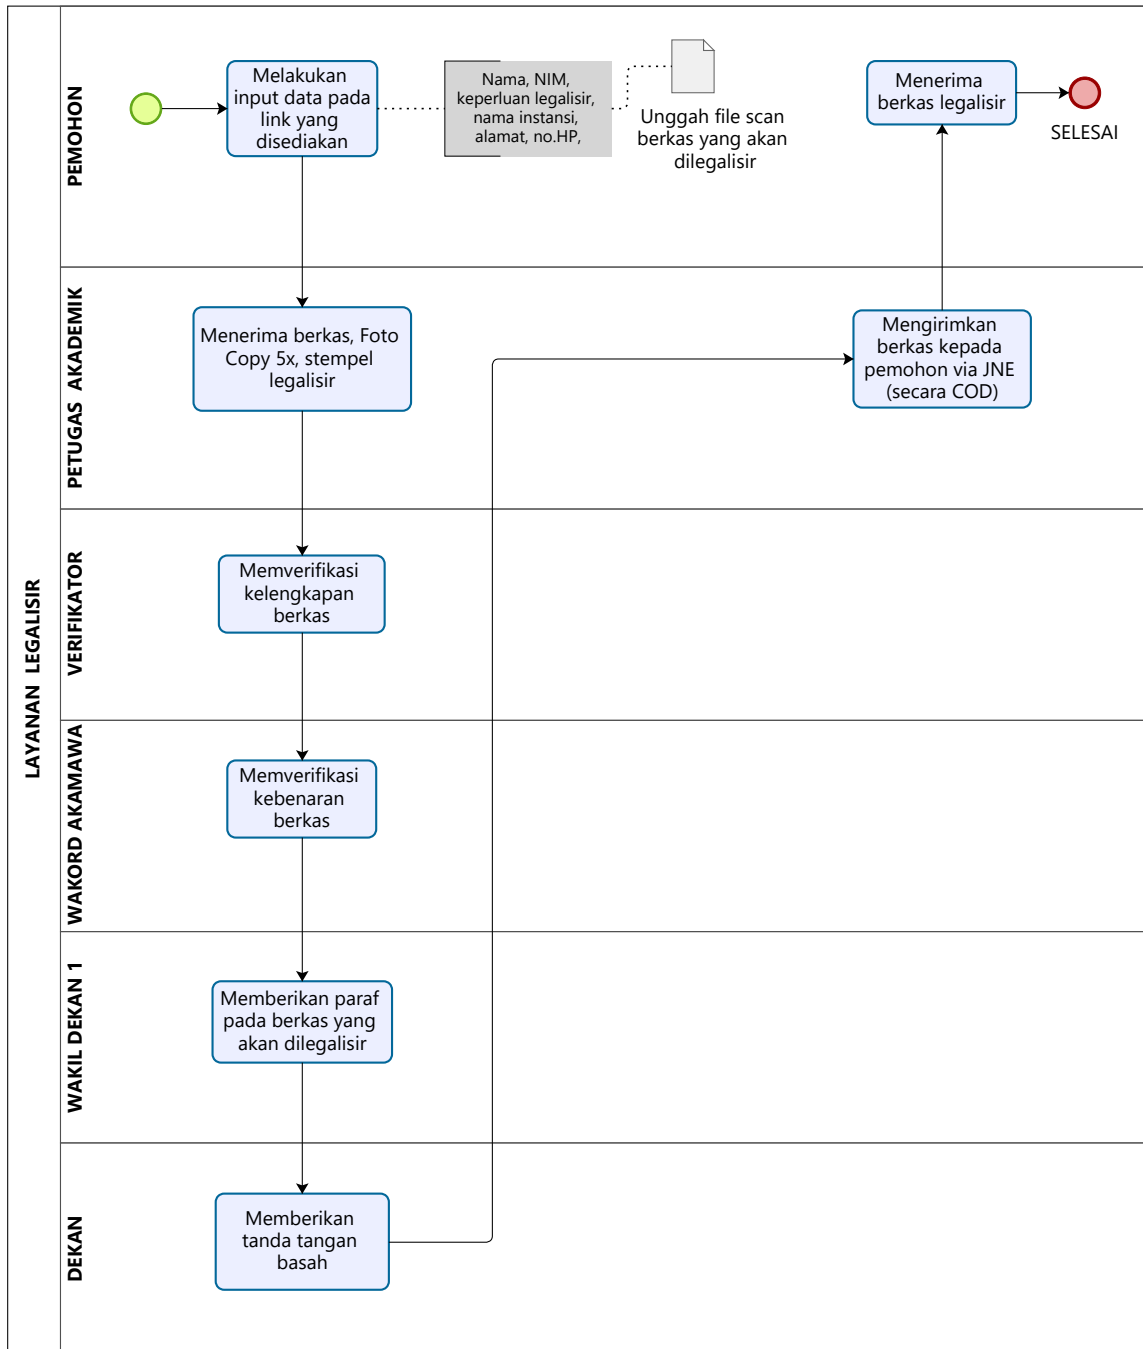 LAYANAN LEGALISIR
PEMOHON
Melakukan
input data pada
link yang
disediakan
Nama, NIM,
keperluan legalisir,
nama instansi,
alamat, no.HP,
Unggah file scan
berkas yang akan
dilegalisir
Menerima
berkas legalisir
SELESAI
PETUGAS AKADEMIK
Menerima berkas, Foto
Copy 5x, stempel
legalisir
Mengirimkan
berkas kepada
pemohon via JNE
(secara COD)
VERIFIKATOR
Memverifikasi
kelengkapan
berkas
WAKORD AKAMAWA
Memverifikasi
kebenaran
berkas
WAKIL DEKAN 1
Memberikan paraf
pada berkas yang
akan dilegalisir
DEKAN
Memberikan
tanda tangan
basah